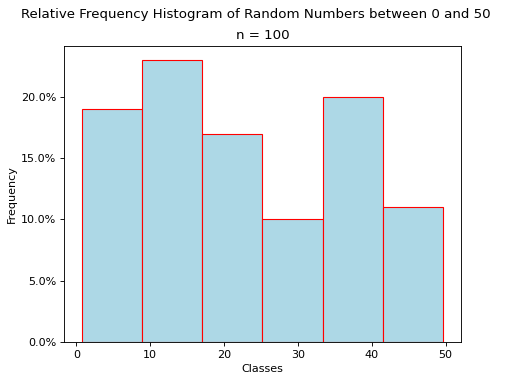 Relative Frequency Histogram of Random Numbers between 0 and 50
n = 100
20.0%
15.0%
10.0%
5.0%
0.0%
Frequency
0 10 20 30 40 50
Classes